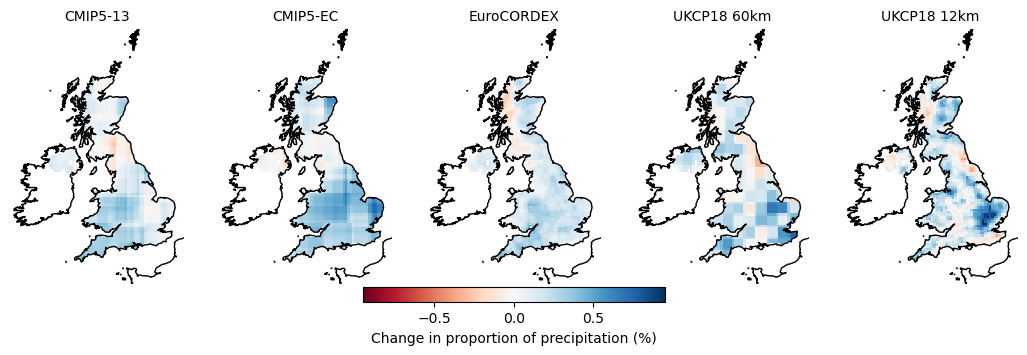 CMIP5-13 CMIP5-EC EuroCORDEX UKCP18 60km UKCP18 12km
−0.5 0.0 0.5
Change in proportion of precipitation (%)